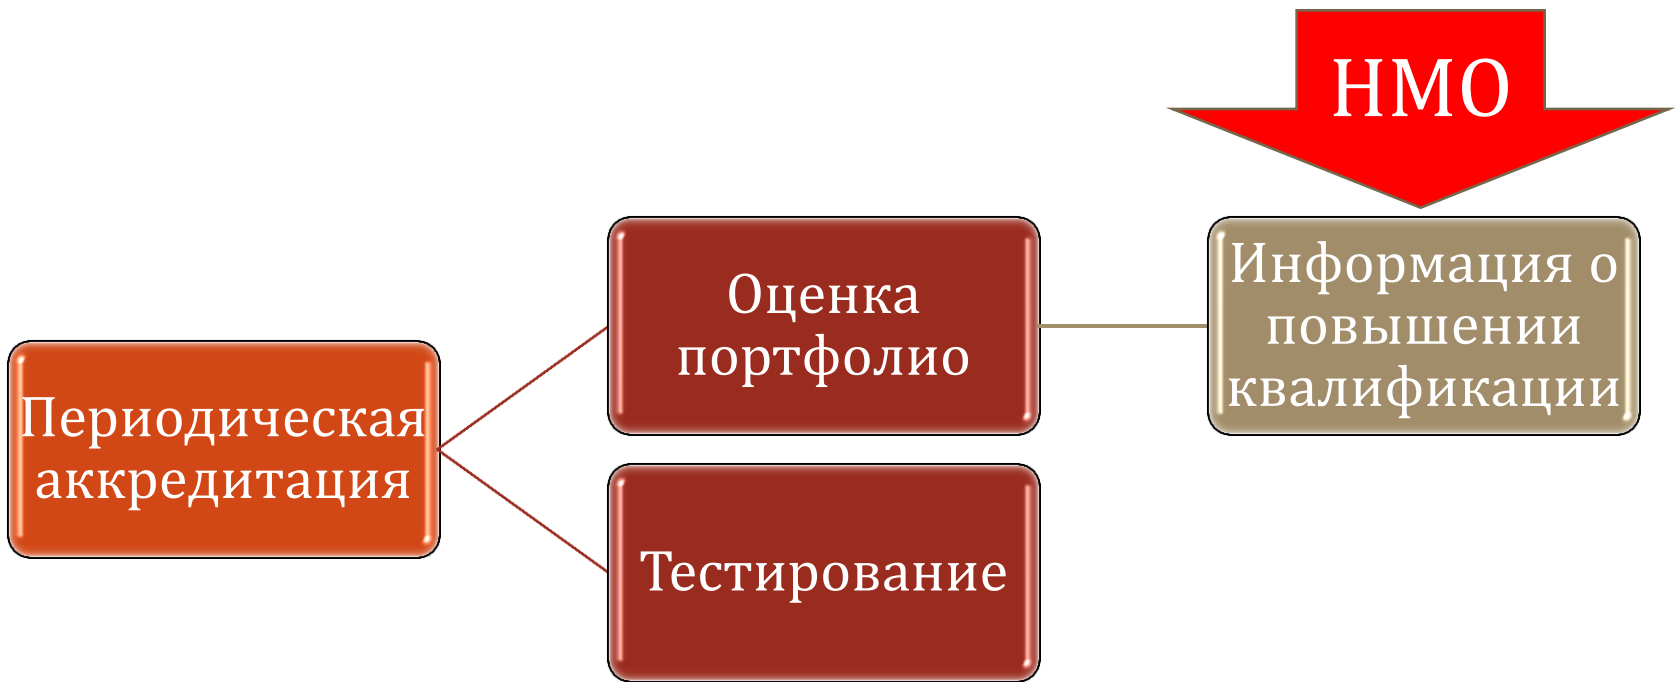 НМО
Информация о
повышении
квалификации
Оценка
портфолио
Периодическая
аккредитация
Тестирование